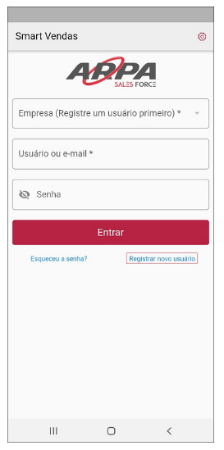 Smart Vendas
ARPA
SALES FORCE
Empresa (Registre um usuário primeiro) *
Usuário ou e-mail *
Senha
Entrar
Esqueceu a senha? Registrar novo usuário